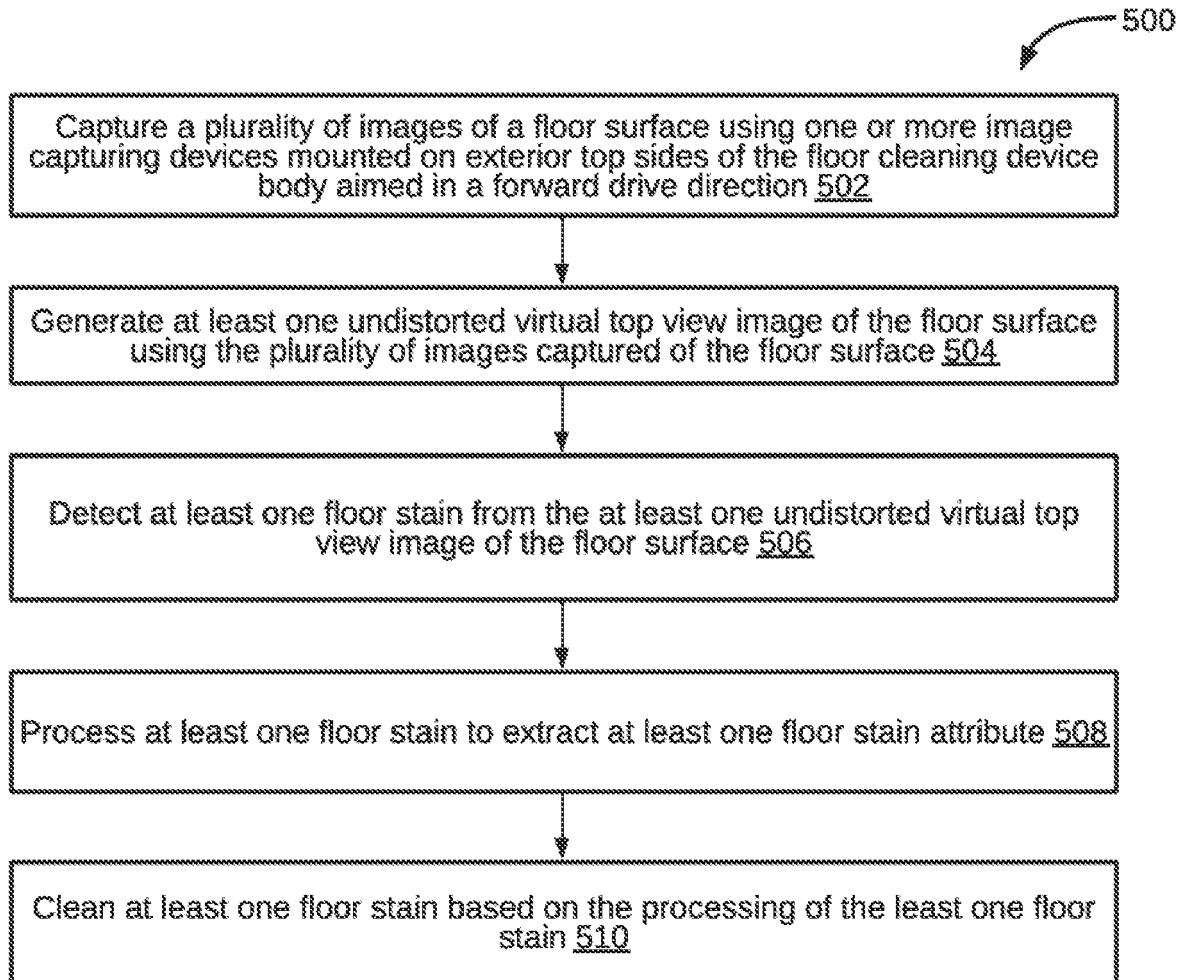 500
Capture a plurality of images of a floor surface using one or more image
capturing devices mounted on exterior top sides of the floor cleaning device
body aimed in a forward drive direction 502
Generate at least one undistorted virtual top view image of the floor surface
using the plurality of images captured of the floor surface 504
Detect at least one floor stain from the at least one undistorted virtual top
view image of the floor surface 506
Process at least one floor stain to extract at least one floor stain attribute 508
Clean at least one floor stain based on the processing of the least one floor
stain 510